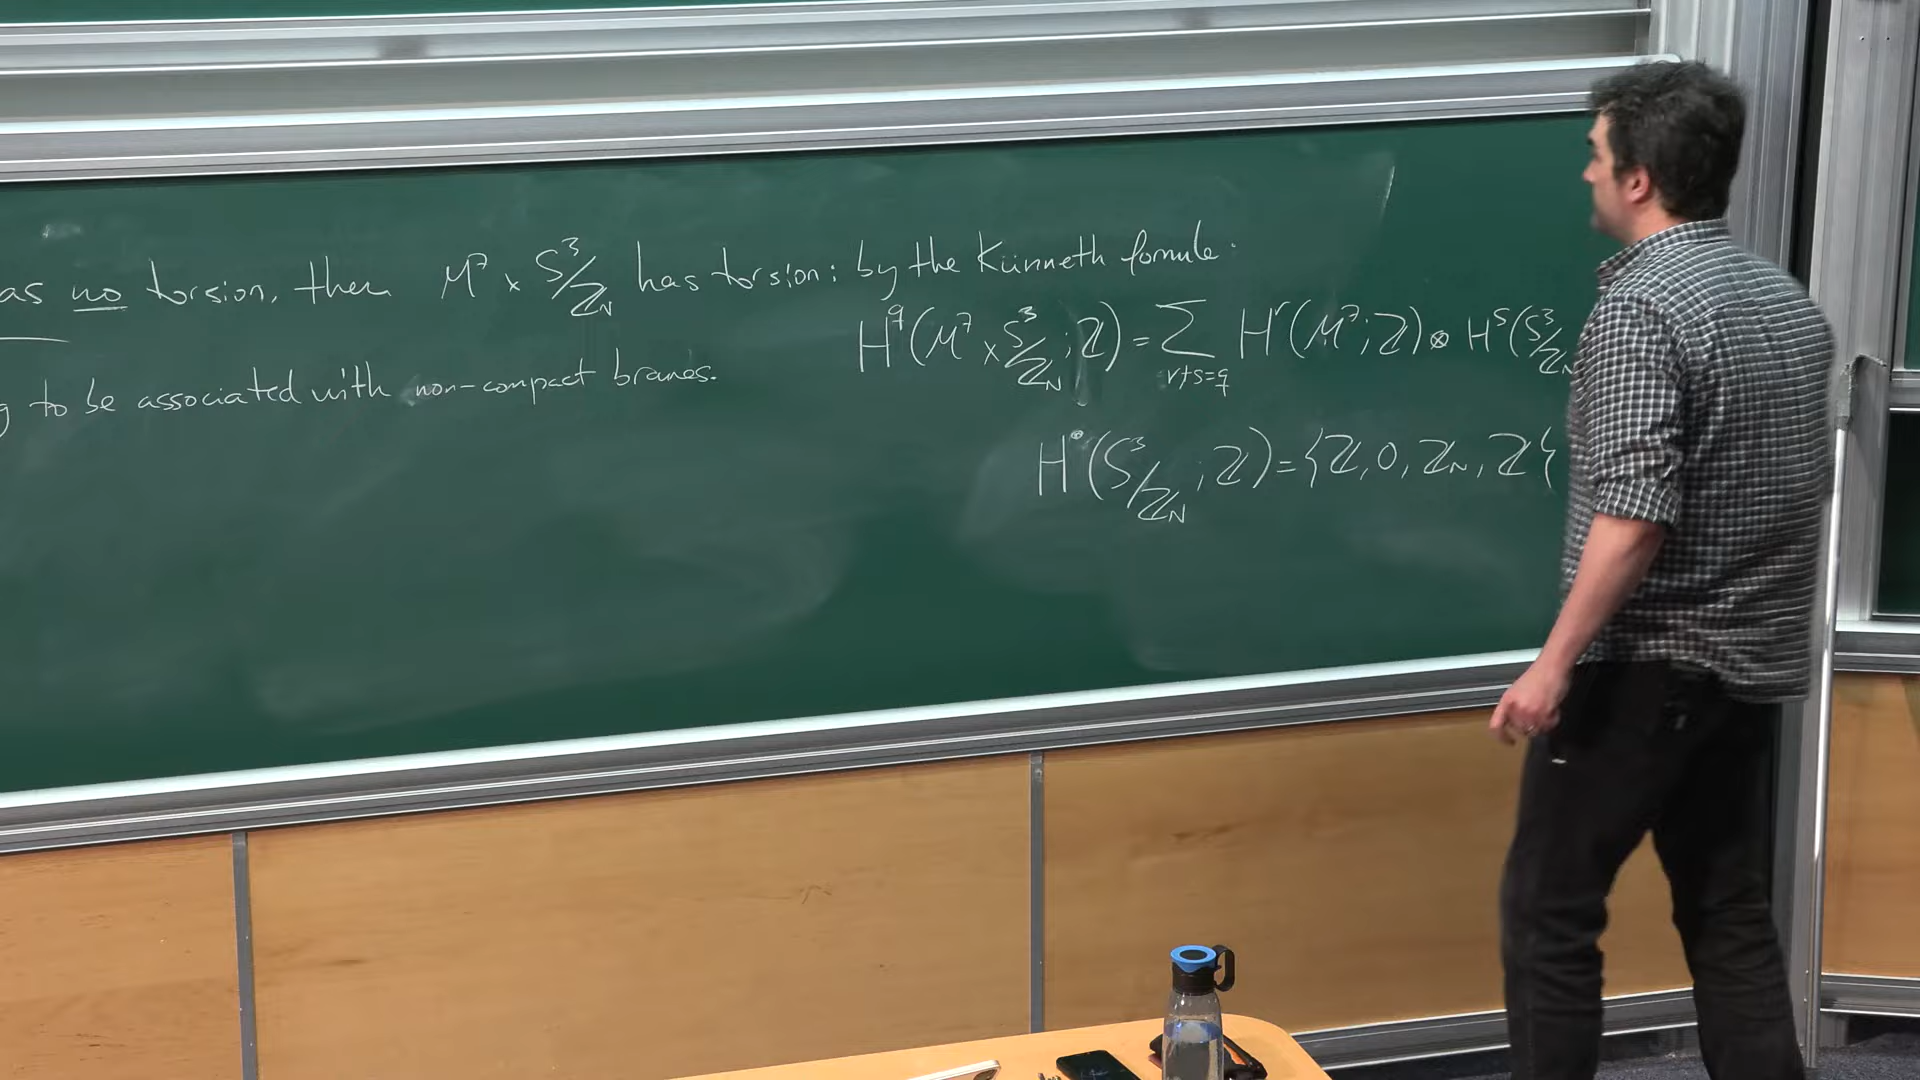 as no torsion, then M⁷ × S³/ℤ_N has torsion: by the Künneth formula:
H^q(M⁷ × S³/ℤ_N ; ℤ) = Σ_{r+s=q} H^r(M⁷; ℤ) ⊗ H^s(S³/ℤ_N
g to be associated with non-compact branes.
H^•(S³/ℤ_N ; ℤ) = {ℤ, 0, ℤ_N, ℤ}